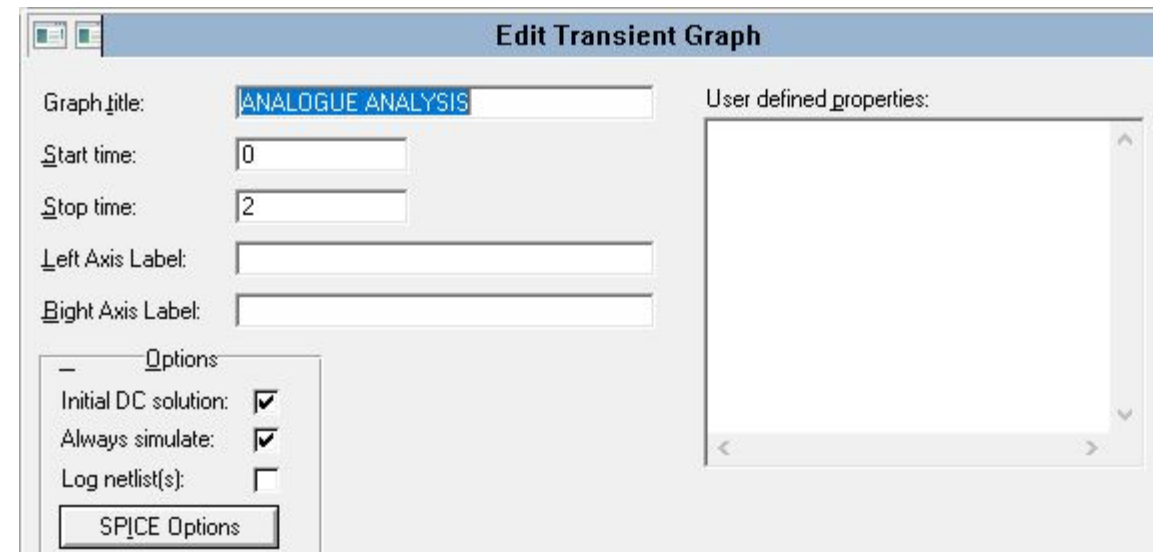 Edit Transient Graph
Graph title: ANALOGUE ANALYSIS
Start time: 0
Stop time: 2
Left Axis Label:
Right Axis Label:
User defined properties:
Options
Initial DC solution:
Always simulate:
Log netlist(s):
SPICE Options